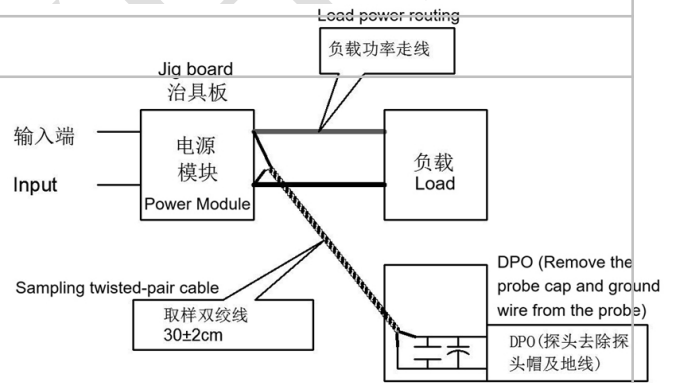 Load power routing
负载功率走线
Jig board
治具板
输入端
电源
模块
负载
Load
Input
Power Module
DPO (Remove the
probe cap and ground
wire from the probe)
Sampling twisted-pair cable
取样双绞线
30±2cm
DPO(探头去除探
头帽及地线)